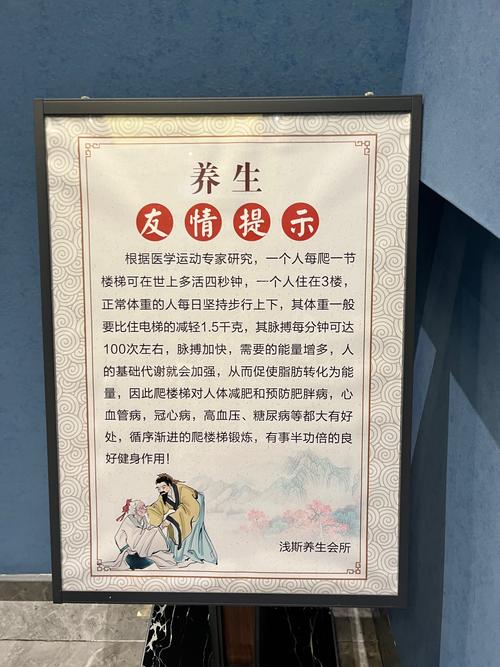 养生
友情提示
根据医学运动专家研究，一个人每爬一节
楼梯可在世上多活四秒钟，一个人住在3楼，
正常体重的人每日坚持步行上下，其体重一般
要比住电梯的减轻1.5千克，其脉搏每分钟可达
100次左右，脉搏加快，需要的能量增多，人
的基础代谢就会加强，从而促使脂肪转化为能
量，因此爬楼梯对人体减肥和预防肥胖病，心
血管病，冠心病，高血压、糖尿病等都大有好
处，循序渐进的爬楼梯锻炼，有事半功倍的良
好健身作用！
浅斯养生会所